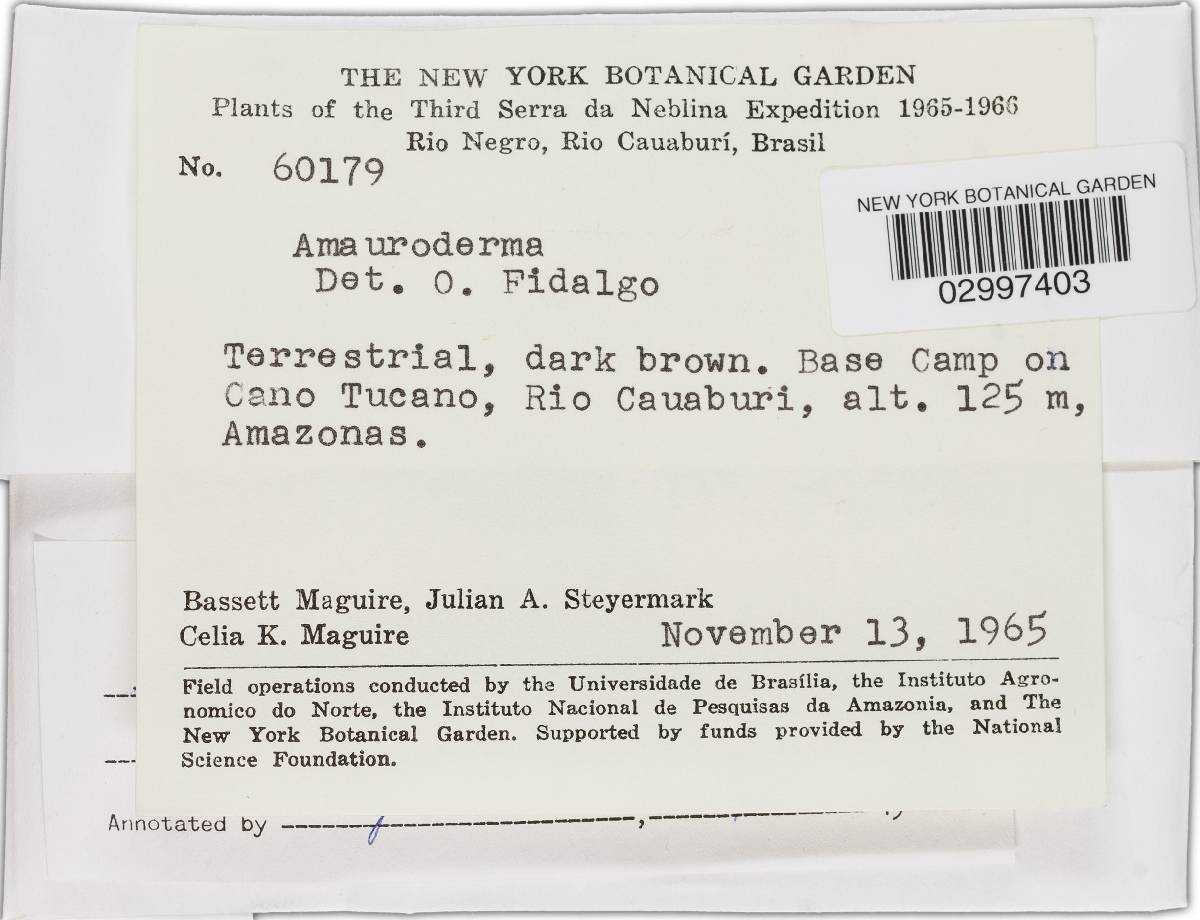 THE NEW YORK BOTANICAL GARDEN
Plants of the Third Serra da Neblina Expedition 1965-1966
Rio Negro, Rio Cauaburí, Brasil
No. 60179
NEW YORK BOTANICAL GARDEN
02997403
Amauroderma
Det. O. Fidalgo
Terrestrial, dark brown. Base Camp on
Cano Tucano, Rio Cauaburi, alt. 125 m,
Amazonas.
Bassett Maguire, Julian A. Steyermark
Celia K. Maguire
November 13, 1965
Field operations conducted by the Universidade de Brasília, the Instituto Agro-
nomico do Norte, the Instituto Nacional de Pesquisas da Amazonia, and The
New York Botanical Garden. Supported by funds provided by the National
Science Foundation.
Annotated by